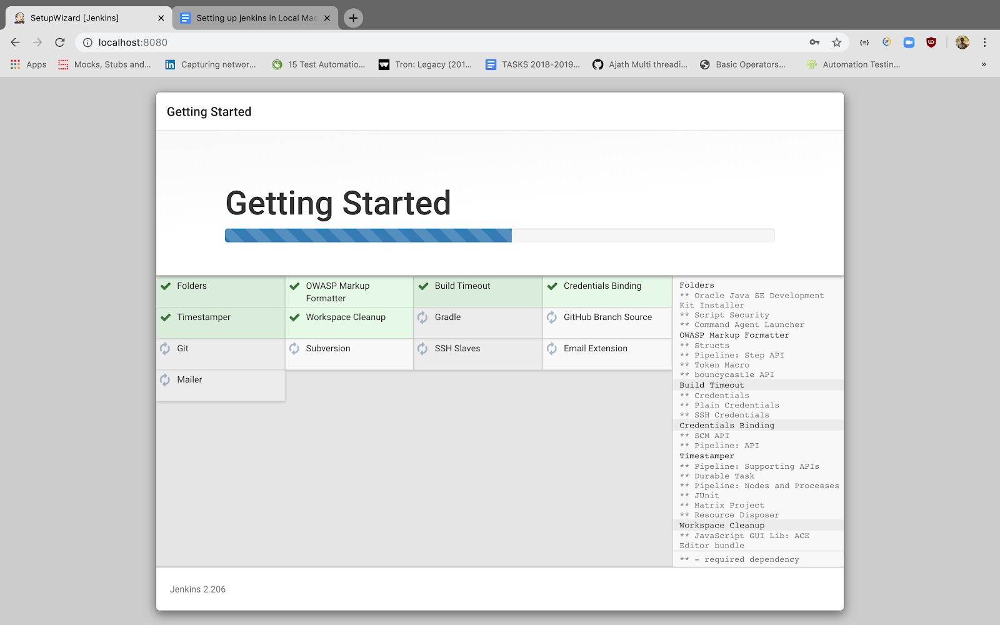 SetupWizard [Jenkins]
Setting up jenkins in Local Mac
localhost:8080
Apps
Mocks, Stubs and...
Capturing networ...
15 Test Automatio...
Tron: Legacy (201...
TASKS 2018-2019...
Ajath Multi threadi...
Basic Operators...
Automation Testin...
»
Getting Started
Getting Started
Folders
OWASP Markup
Formatter
Build Timeout
Credentials Binding
Timestamper
Workspace Cleanup
Gradle
GitHub Branch Source
Git
Subversion
SSH Slaves
Email Extension
Mailer
Folders
** Oracle Java SE Development
Kit Installer
** Script Security
** Command Agent Launcher
OWASP Markup Formatter
** Structs
** Pipeline: Step API
** Token Macro
** bouncycastle API
Build Timeout
** Credentials
** Plain Credentials
** SSH Credentials
Credentials Binding
** SCM API
** Pipeline: API
Timestamper
** Pipeline: Supporting APIs
** Durable Task
** Pipeline: Nodes and Processes
** JUnit
** Matrix Project
** Resource Disposer
Workspace Cleanup
** JavaScript GUI Lib: ACE
Editor bundle
** - required dependency
Jenkins 2.206